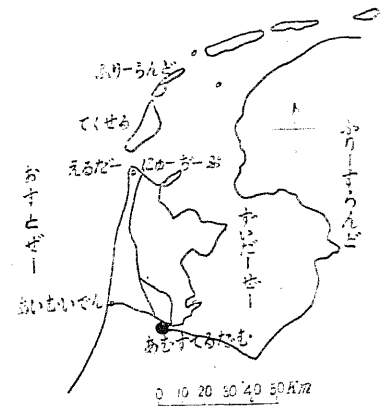 ふりーらんど
てくせる
えるだー
にゅーぢーぷ
おすとぜー
ふりーすらんど
ずいだーぜー
あいむいでん
あむすてるだむ
0 10 20 30 40 50 Km